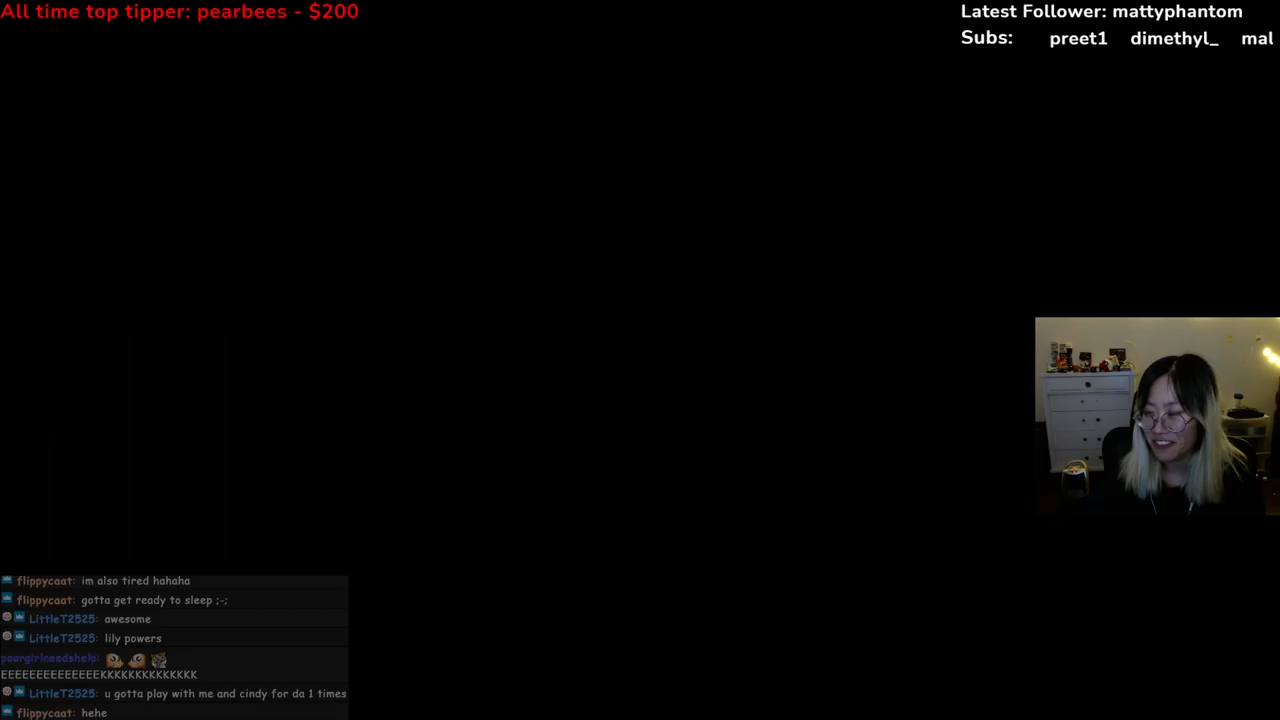 All time top tipper: pearbees - $200
Latest Follower: mattyphantom
Subs: preet1 dimethyl_ mal
flippycaat: im also tired hahaha
flippycaat: gotta get ready to sleep ;-;
LittleT2525: awesome
LittleT2525: lily powers
poorgirlneedshelp:
EEEEEEEEEEEEEEEKKKKKKKKKKKKKK
LittleT2525: u gotta play with me and cindy for da 1 times
flippycaat: hehe